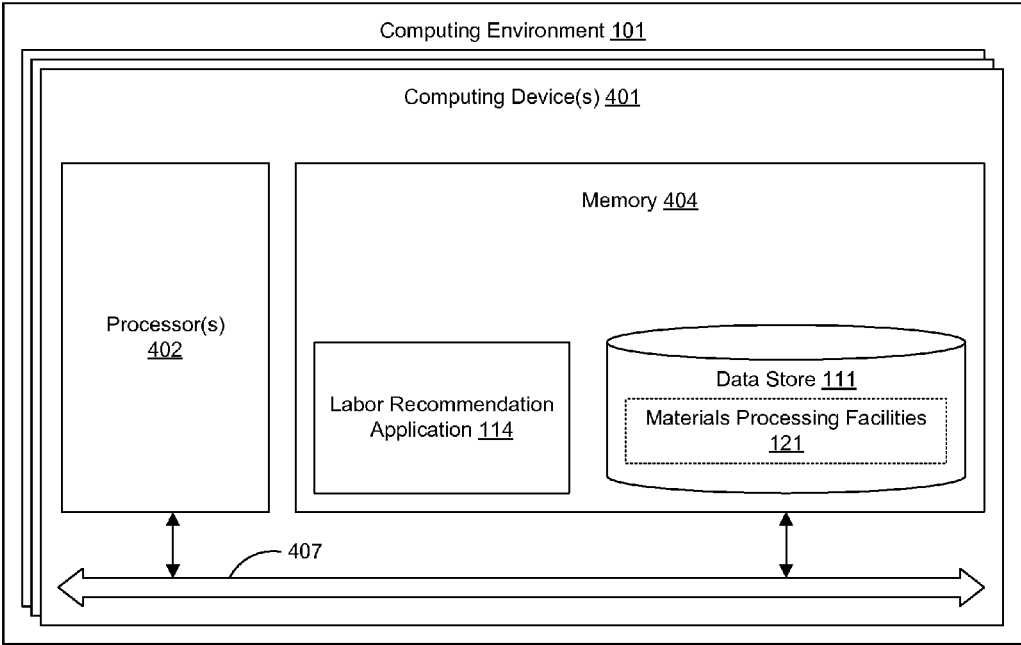 Computing Environment 101
Computing Device(s) 401
Memory 404
Processor(s)
402
Labor Recommendation
Application 114
Data Store 111
Materials Processing Facilities
121
407